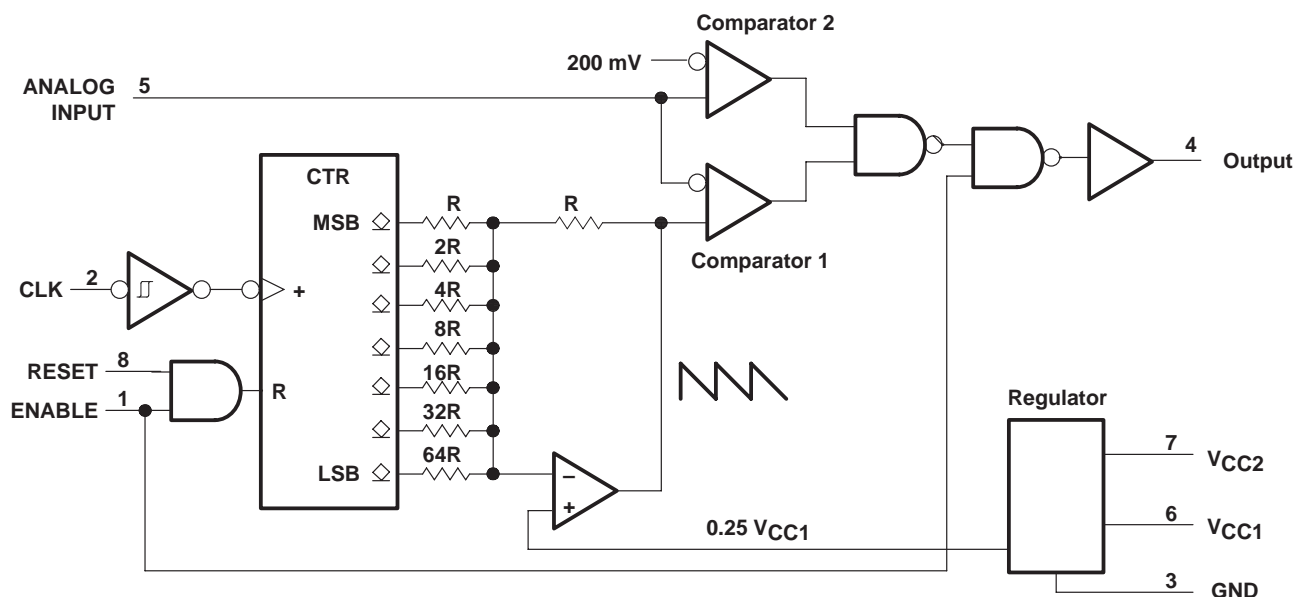 Comparator 2
200 mV
ANALOG
INPUT
5
CTR
MSB
R
R
4
Output
2R
Comparator 1
CLK
2
+
4R
8R
RESET
8
R
16R
ENABLE
1
32R
Regulator
LSB
64R
–
+
7
VCC2
0.25 VCC1
6
VCC1
3
GND